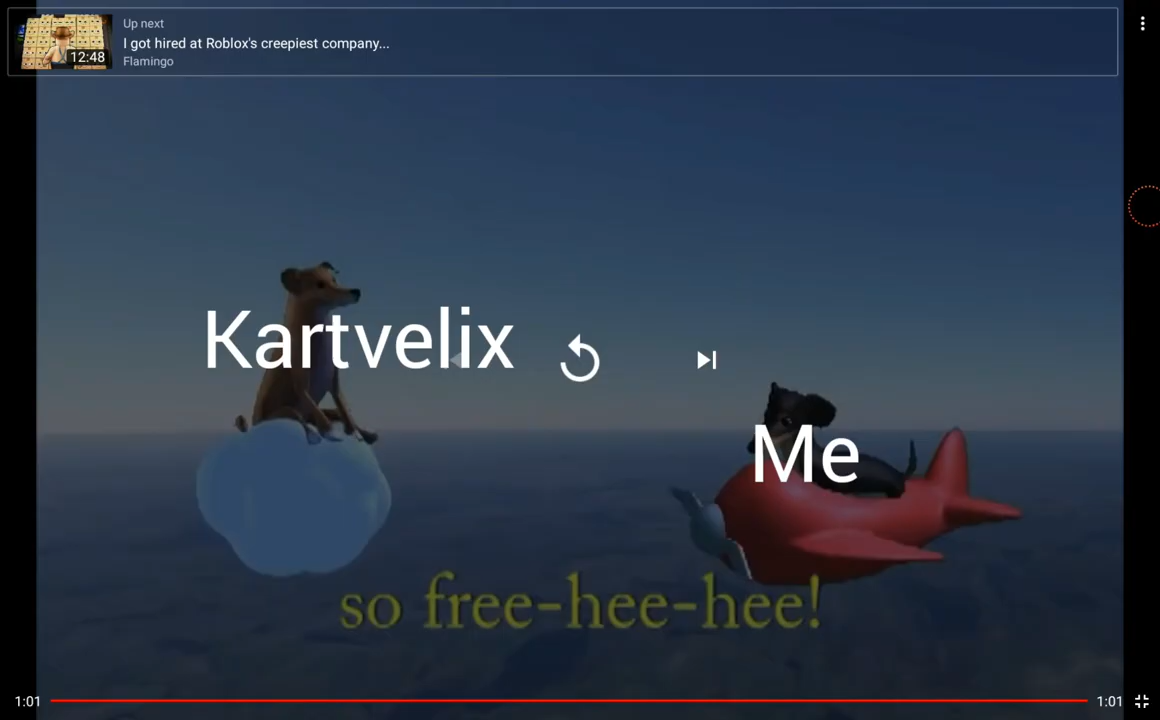 Up next
I got hired at Roblox's creepiest company...
12:48
Flamingo
Kartvelix
Me
so free-hee-hee!
1:01
1:01